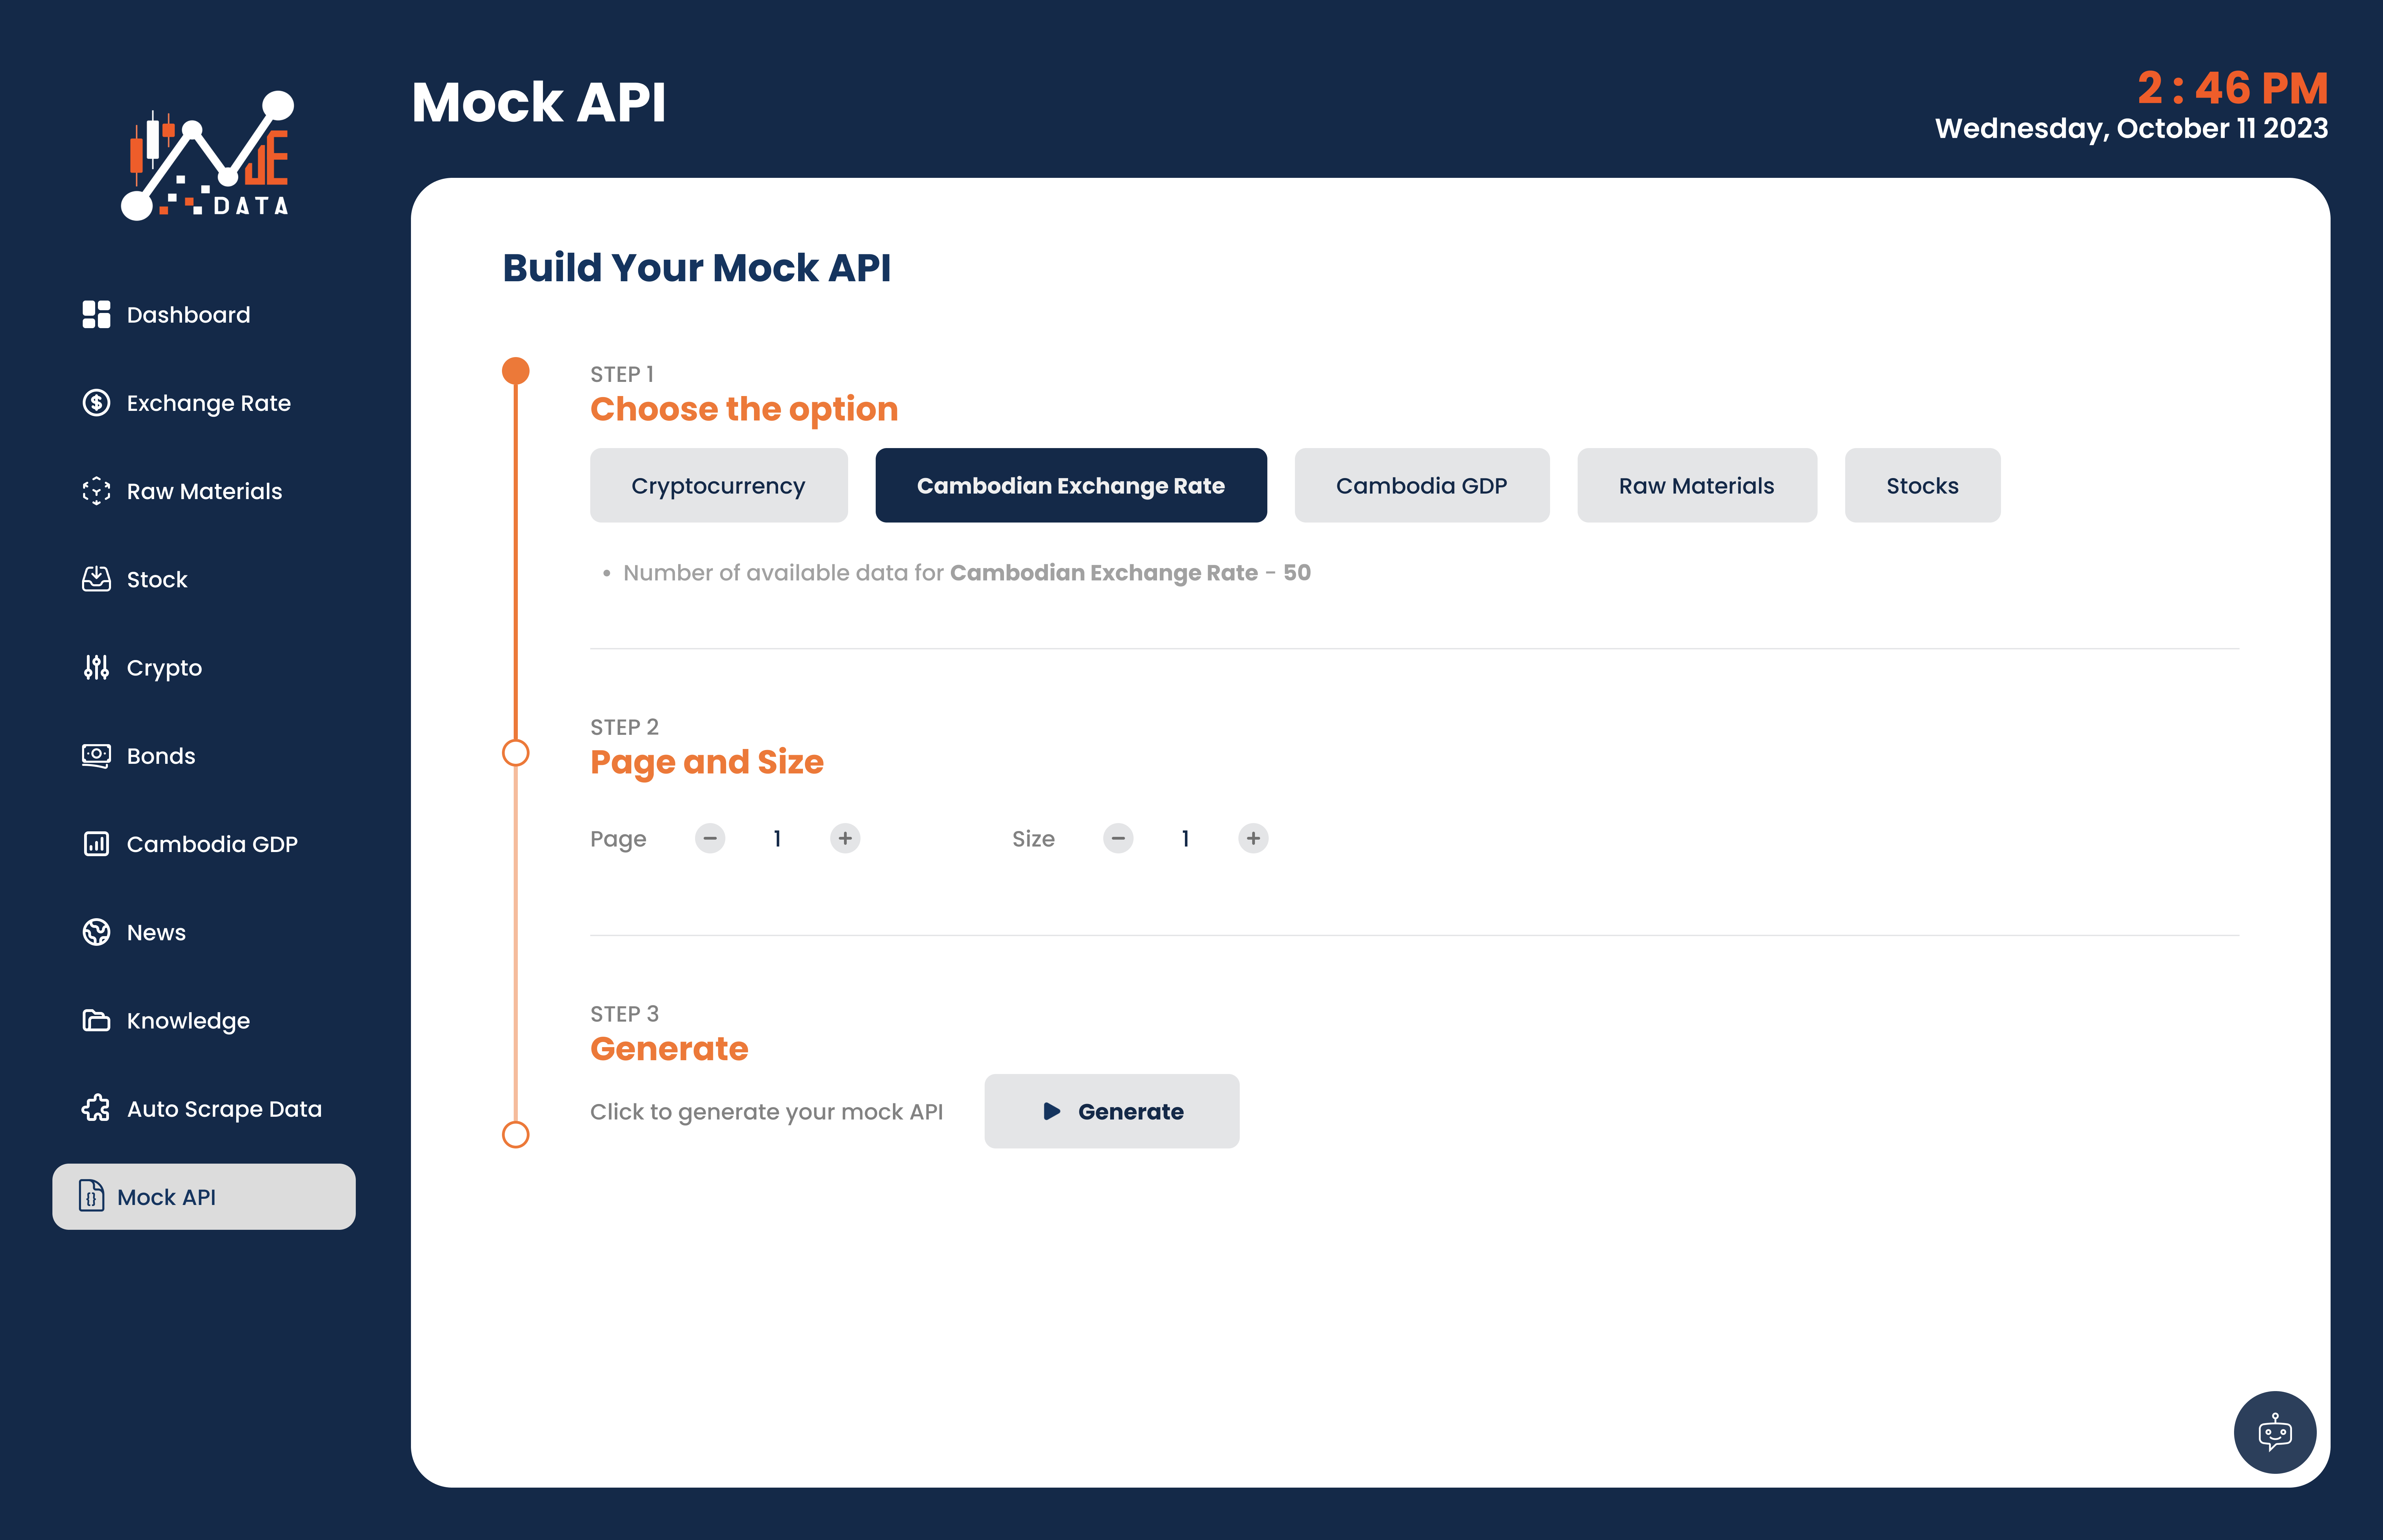 JE
DATA
Dashboard
Exchange Rate
Raw Materials
Stock
Crypto
Bonds
Cambodia GDP
News
Knowledge
Auto Scrape Data
{} Mock API
Mock API
2 : 46 PM
Wednesday, October 11 2023
Build Your Mock API
STEP 1
Choose the option
Cryptocurrency Cambodian Exchange Rate Cambodia GDP Raw Materials Stocks
• Number of available data for Cambodian Exchange Rate - 50
STEP 2
Page and Size
Page − 1 + Size − 1 +
STEP 3
Generate
Click to generate your mock API Generate